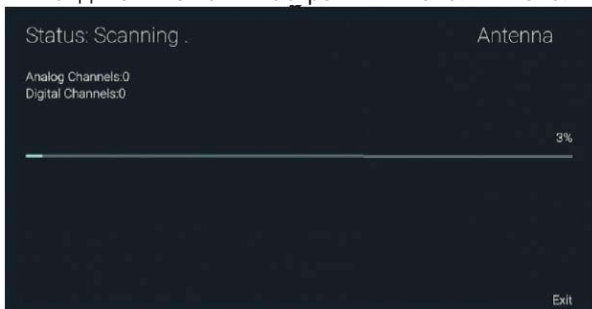 Status: Scanning .
Antenna
Analog Channels:0
Digital Channels:0
3%
Exit